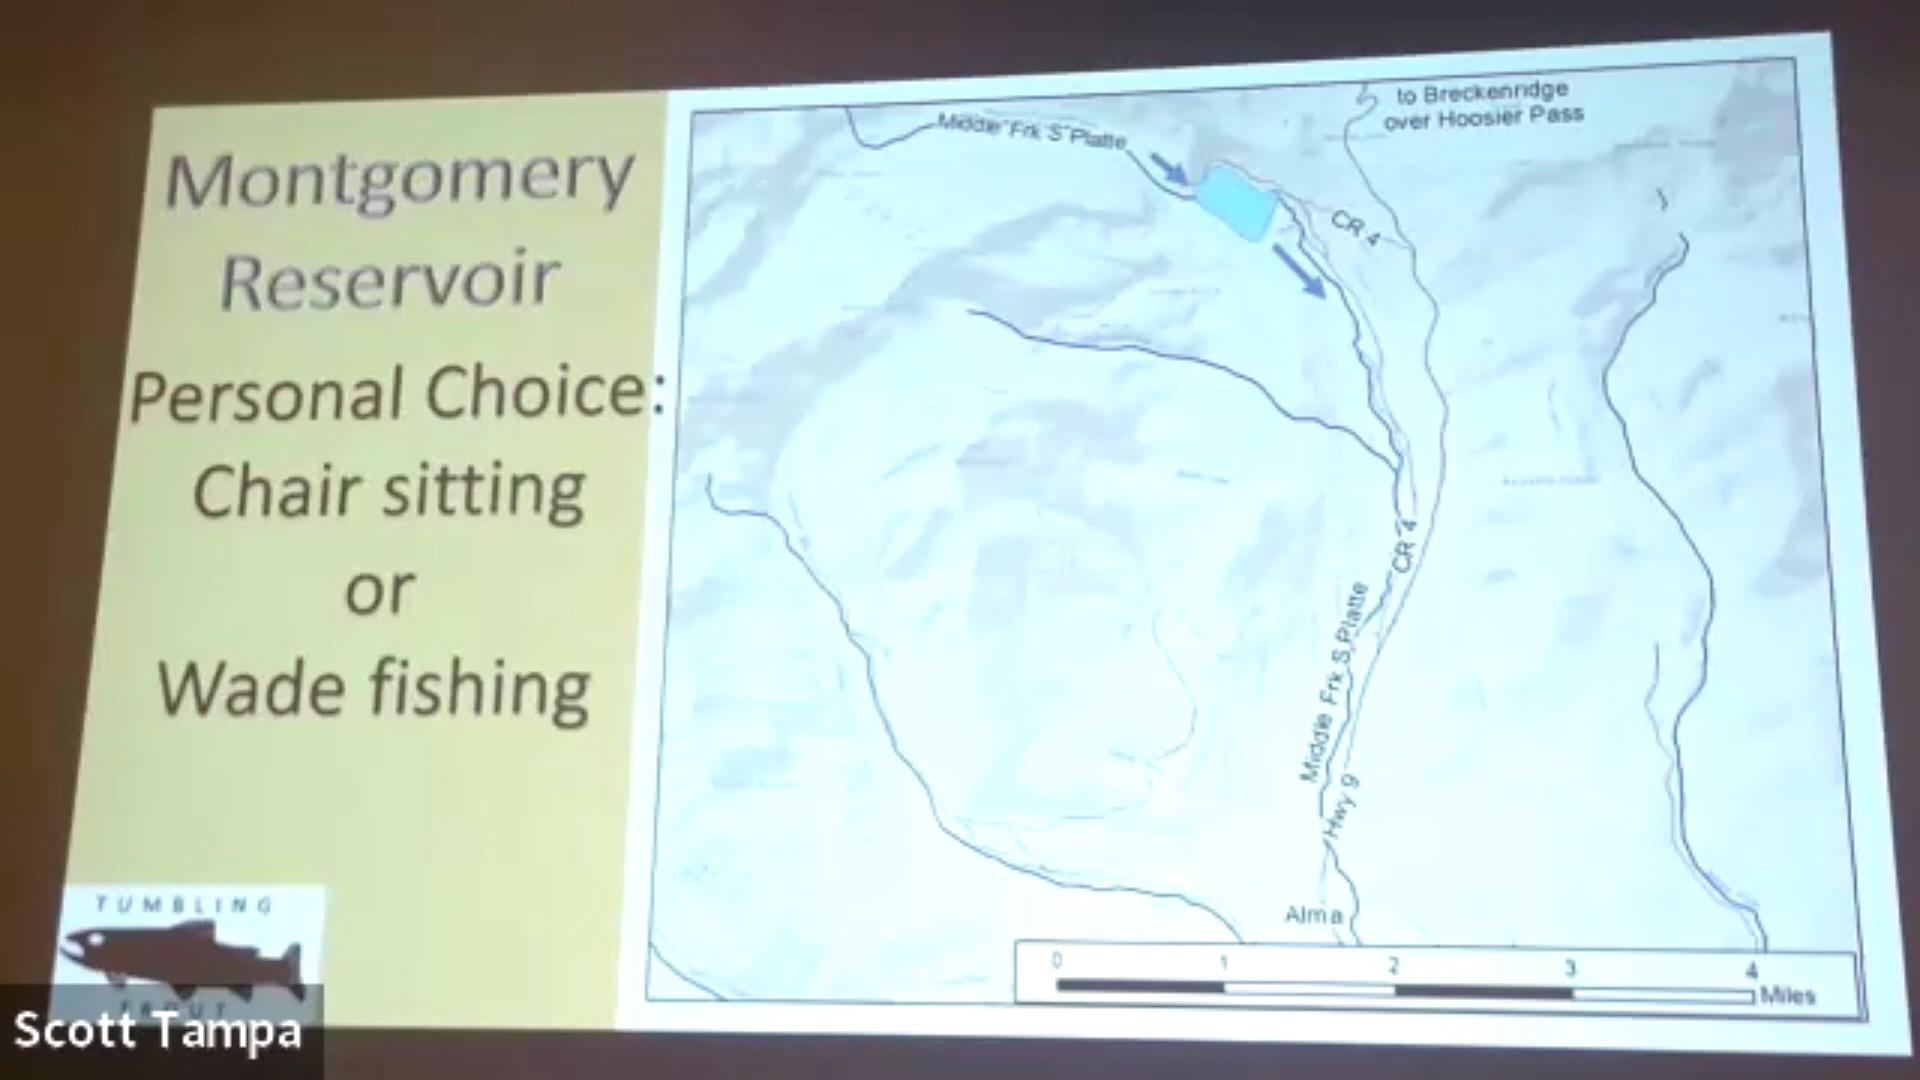 Montgomery
Reservoir
Personal Choice:
Chair sitting
or
Wade fishing
TUMBLING
TROUT
Scott Tampa
to Breckenridge
over Hoosier Pass
Middle Frk S Platte
CR 4
CR 4
Middle Frk S Platte
Hwy 9
Alma
0 1 2 3 4
Miles